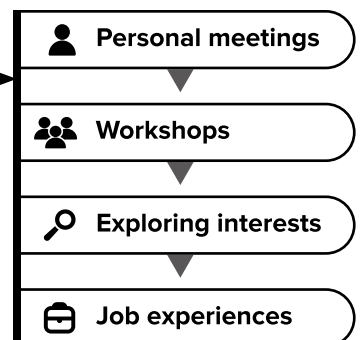 Personal meetings
Workshops
Exploring interests
Job experiences